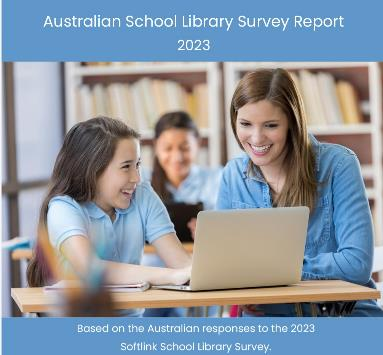 Australian School Library Survey Report
2023
Based on the Australian responses to the 2023
Softlink School Library Survey.